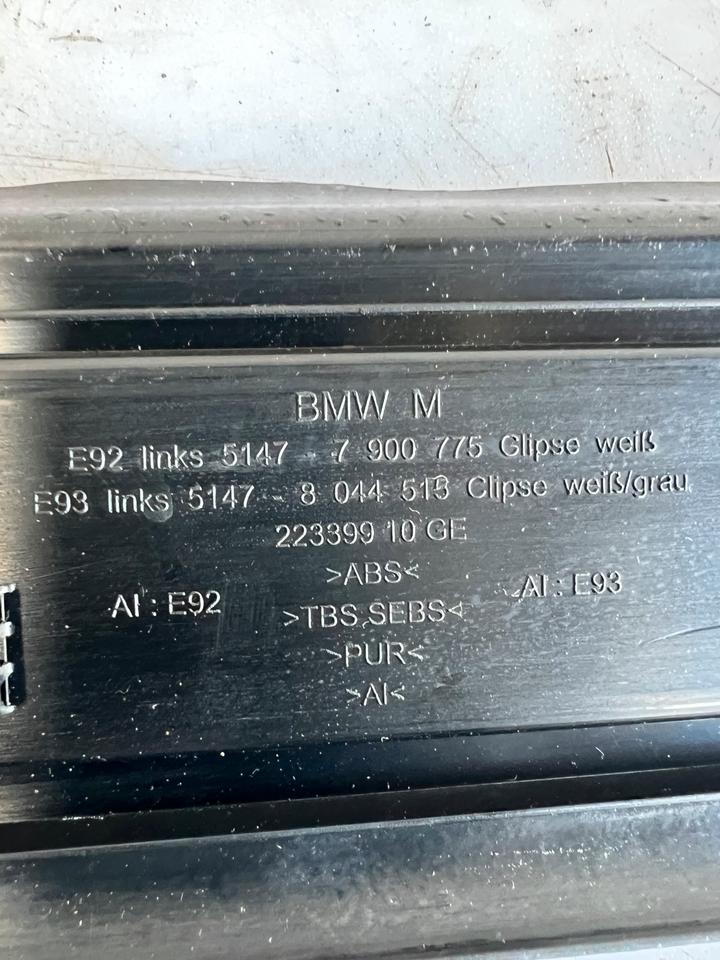 BMW M
E92 links 5147 - 7 900 775 Clipse weiß
E93 links 5147 - 8 044 515 Clipse weiß/grau
223399 10 GE
>ABS<
AI : E92
AI : E93
>TBS,SEBS<
>PUR<
>AI<